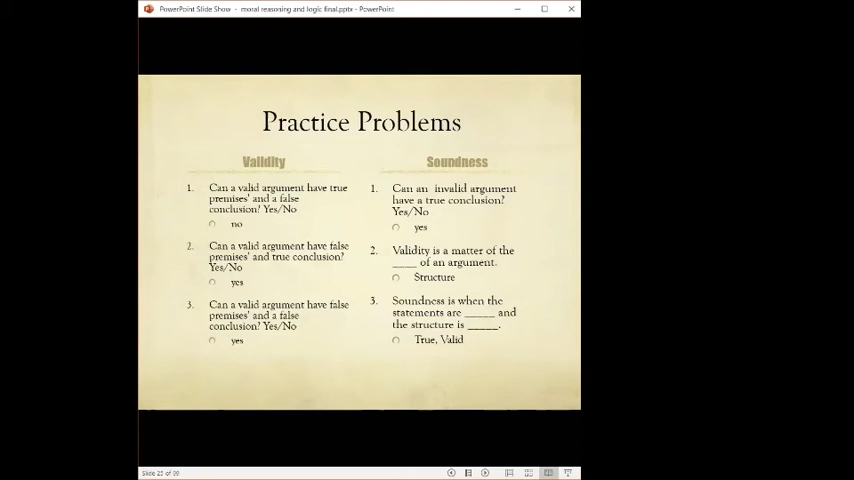 PowerPoint Slide Show - moral reasoning and logic final.pptx - PowerPoint
Practice Problems
Validity
1. Can a valid argument have true
premises' and a false
conclusion? Yes/No
no
2. Can a valid argument have false
premises' and true conclusion?
Yes/No
yes
3. Can a valid argument have false
premises' and a false
conclusion? Yes/No
yes
Soundness
1. Can an invalid argument
have a true conclusion?
Yes/No
yes
2. Validity is a matter of the
____ of an argument.
Structure
3. Soundness is when the
statements are _____ and
the structure is _____.
True, Valid
Slide 25 of 99